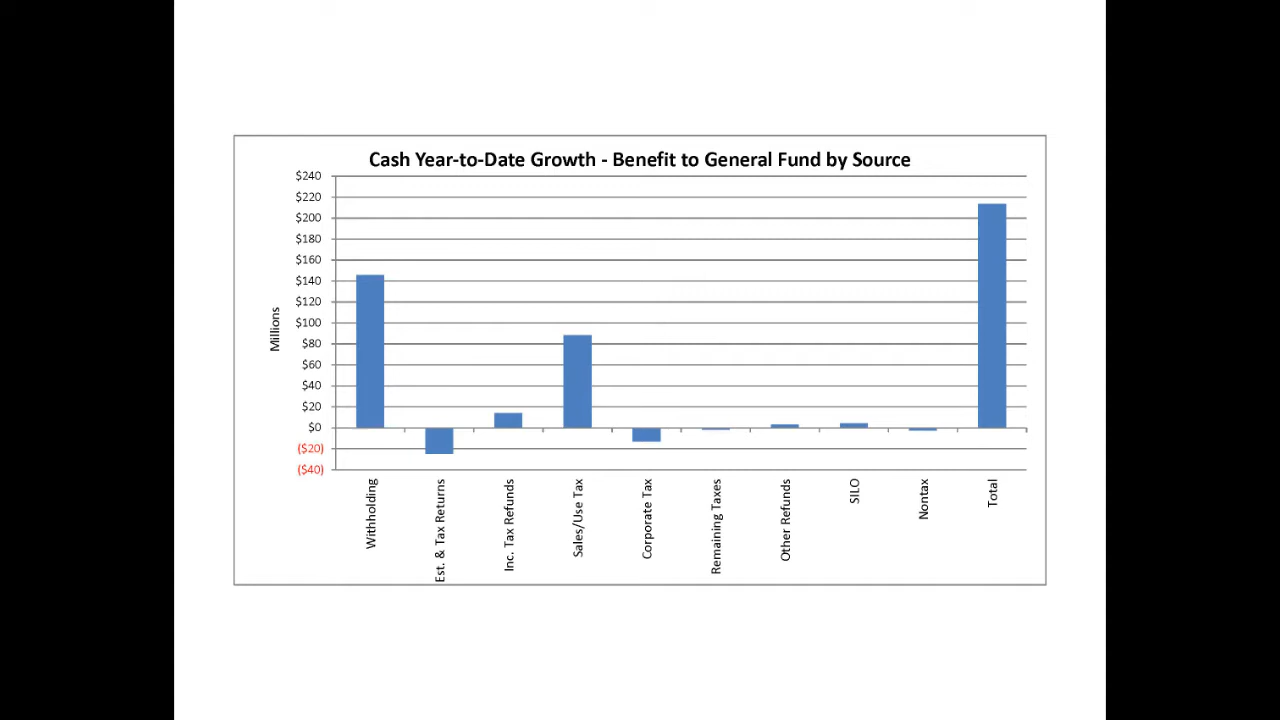 Cash Year-to-Date Growth - Benefit to General Fund by Source
$240
$220
$200
$180
$160
$140
$120
$100
$80
$60
$40
$20
$0
($20)
($40)
Millions
Withholding
Est. & Tax Returns
Inc. Tax Refunds
Sales/Use Tax
Corporate Tax
Remaining Taxes
Other Refunds
SILO
Nontax
Total